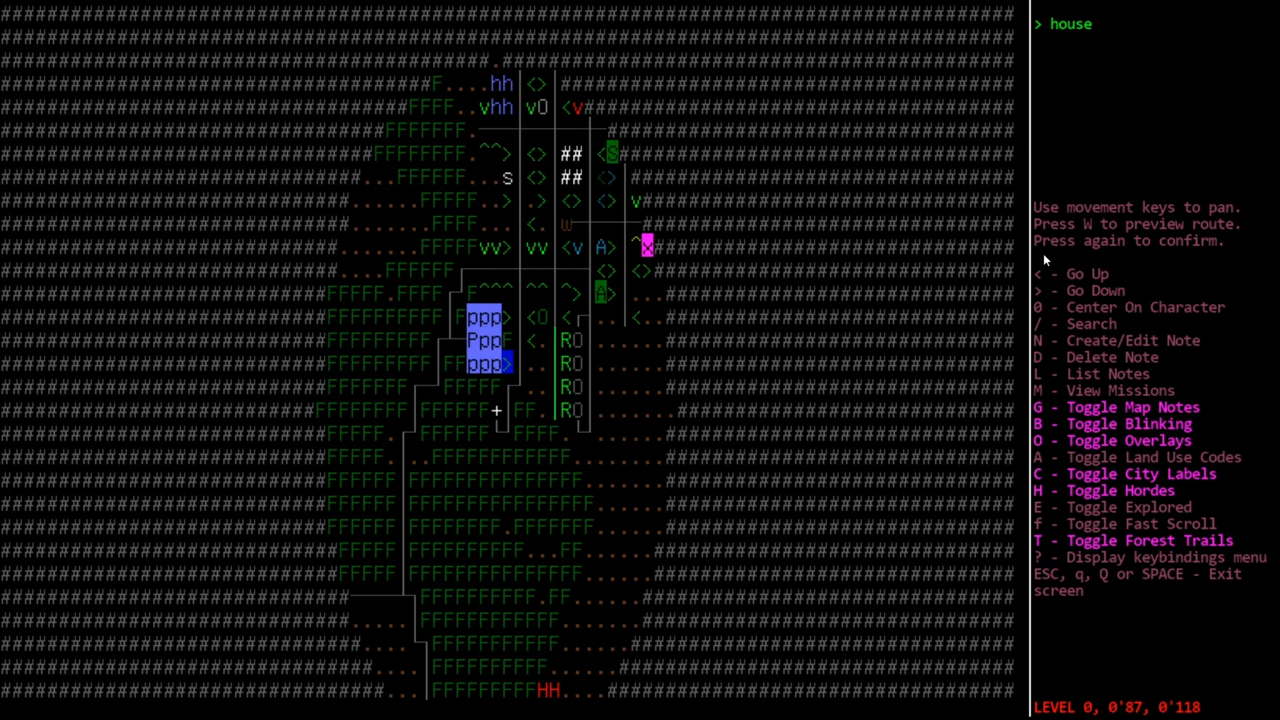 > house
Use movement keys to pan.
Press W to preview route.
Press again to confirm.
< - Go Up
> - Go Down
0 - Center On Character
/ - Search
N - Create/Edit Note
D - Delete Note
L - List Notes
M - View Missions
G - Toggle Map Notes
B - Toggle Blinking
O - Toggle Overlays
A - Toggle Land Use Codes
C - Toggle City Labels
H - Toggle Hordes
E - Toggle Explored
f - Toggle Fast Scroll
T - Toggle Forest Trails
? - Display keybindings menu
ESC, q, Q or SPACE - Exit
screen
LEVEL 0, 0'87, 0'118